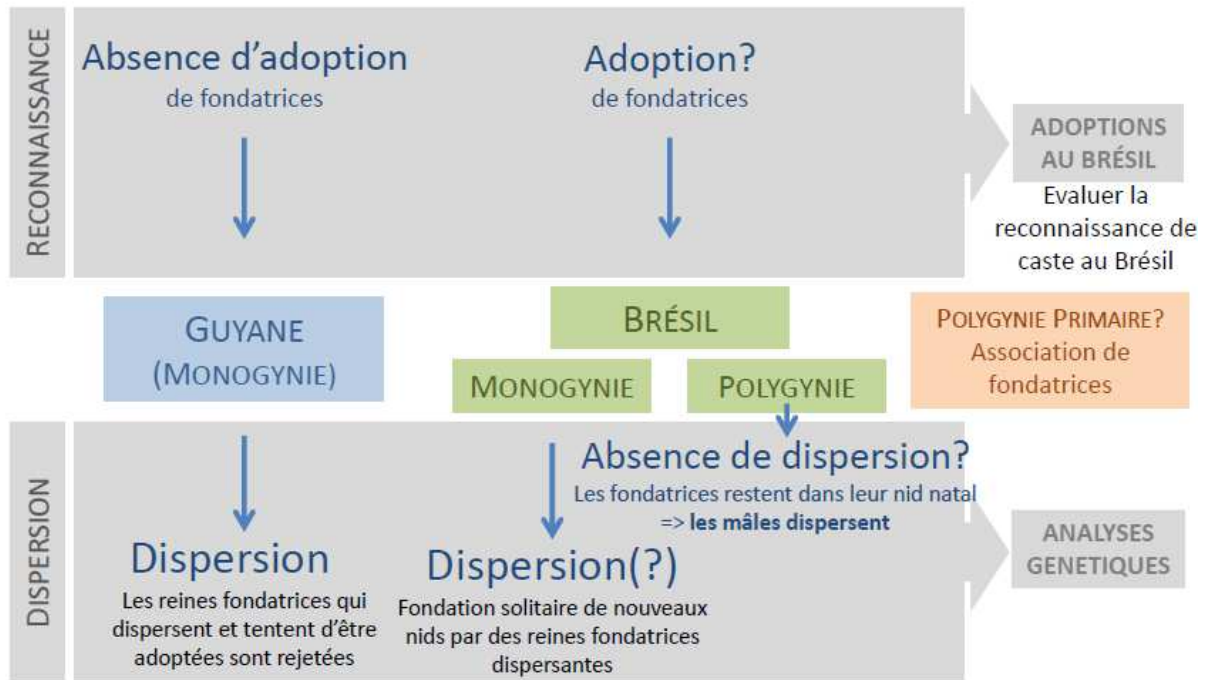 RECONNAISSANCE
Absence d'adoption
de fondatrices
Adoption?
de fondatrices
ADOPTIONS
AU BRÉSIL
Evaluer la
reconnaissance de
caste au Brésil
GUYANE
(MONOGYNIE)
BRÉSIL
MONOGYNIE
POLYGYNIE
POLYGYNIE PRIMAIRE?
Association de
fondatrices
DISPERSION
Dispersion
Les reines fondatrices qui
dispersent et tentent d'être
adoptées sont rejetées
Dispersion(?)
Fondation solitaire de nouveaux
nids par des reines fondatrices
dispersantes
Absence de dispersion?
Les fondatrices restent dans leur nid natal
=> les mâles dispersent
ANALYSES
GENETIQUES